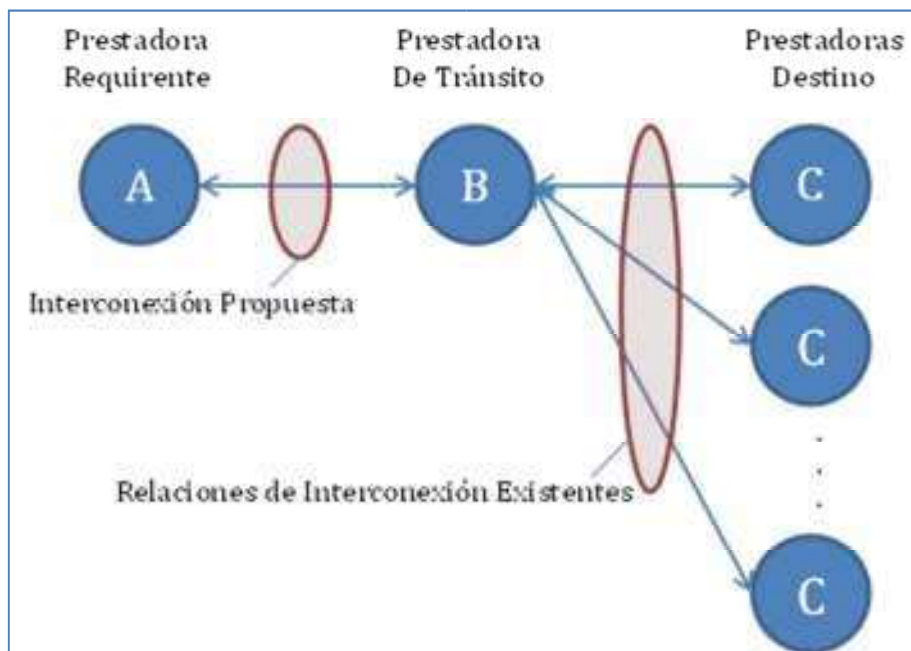 Prestadora
Requirente
Prestadora
De Tránsito
Prestadoras
Destino
A
B
C
Interconexión Propuesta
C
Relaciones de Interconexión Existentes
C